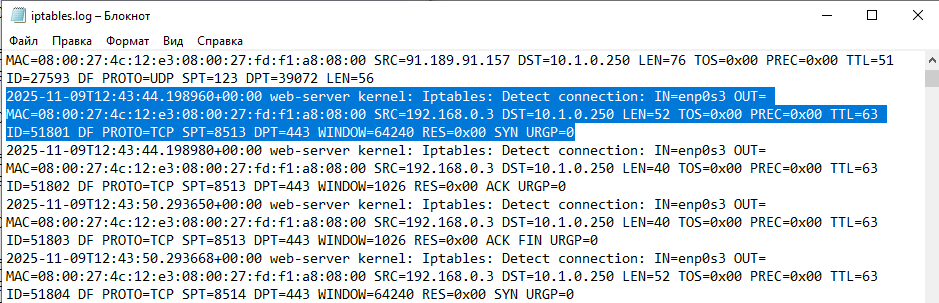 iptables.log – Блокнот
Файл Правка Формат Вид Справка
MAC=08:00:27:4c:12:e3:08:00:27:fd:f1:a8:08:00 SRC=91.189.91.157 DST=10.1.0.250 LEN=76 TOS=0x00 PREC=0x00 TTL=51
ID=27593 DF PROTO=UDP SPT=123 DPT=39072 LEN=56
2025-11-09T12:43:44.198960+00:00 web-server kernel: Iptables: Detect connection: IN=enp0s3 OUT=
MAC=08:00:27:4c:12:e3:08:00:27:fd:f1:a8:08:00 SRC=192.168.0.3 DST=10.1.0.250 LEN=52 TOS=0x00 PREC=0x00 TTL=63
ID=51801 DF PROTO=TCP SPT=8513 DPT=443 WINDOW=64240 RES=0x00 SYN URGP=0
2025-11-09T12:43:44.198980+00:00 web-server kernel: Iptables: Detect connection: IN=enp0s3 OUT=
MAC=08:00:27:4c:12:e3:08:00:27:fd:f1:a8:08:00 SRC=192.168.0.3 DST=10.1.0.250 LEN=40 TOS=0x00 PREC=0x00 TTL=63
ID=51802 DF PROTO=TCP SPT=8513 DPT=443 WINDOW=1026 RES=0x00 ACK URGP=0
2025-11-09T12:43:50.293650+00:00 web-server kernel: Iptables: Detect connection: IN=enp0s3 OUT=
MAC=08:00:27:4c:12:e3:08:00:27:fd:f1:a8:08:00 SRC=192.168.0.3 DST=10.1.0.250 LEN=40 TOS=0x00 PREC=0x00 TTL=63
ID=51803 DF PROTO=TCP SPT=8513 DPT=443 WINDOW=1026 RES=0x00 ACK FIN URGP=0
2025-11-09T12:43:50.293668+00:00 web-server kernel: Iptables: Detect connection: IN=enp0s3 OUT=
MAC=08:00:27:4c:12:e3:08:00:27:fd:f1:a8:08:00 SRC=192.168.0.3 DST=10.1.0.250 LEN=52 TOS=0x00 PREC=0x00 TTL=63
ID=51804 DF PROTO=TCP SPT=8514 DPT=443 WINDOW=64240 RES=0x00 SYN URGP=0